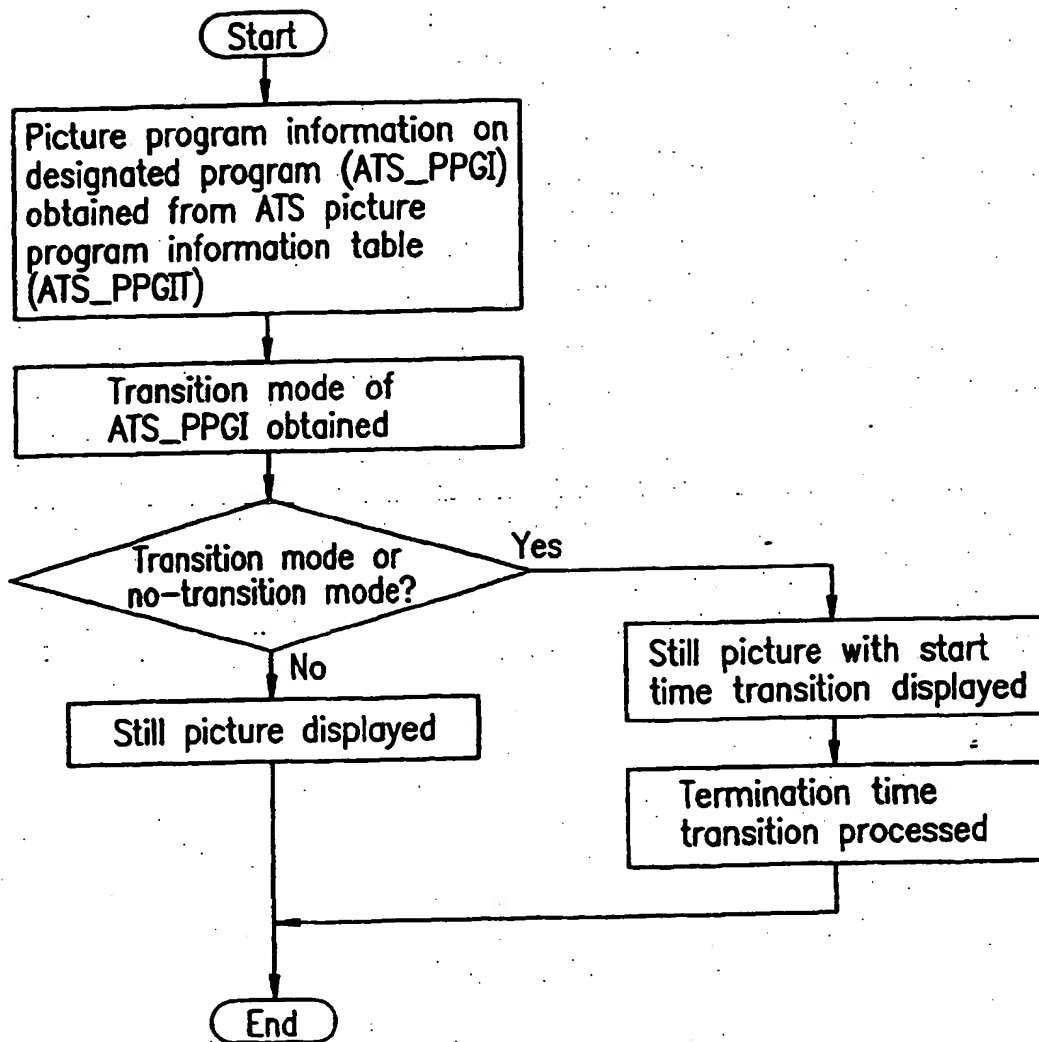 Start
Picture program information on
designated program (ATS_PPGI)
obtained from ATS picture
program information table
(ATS_PPGIT)
Transition mode of
ATS_PPGI obtained
Transition mode or
no-transition mode?
Yes
No
Still picture with start
time transition displayed
Still picture displayed
Termination time
transition processed
End